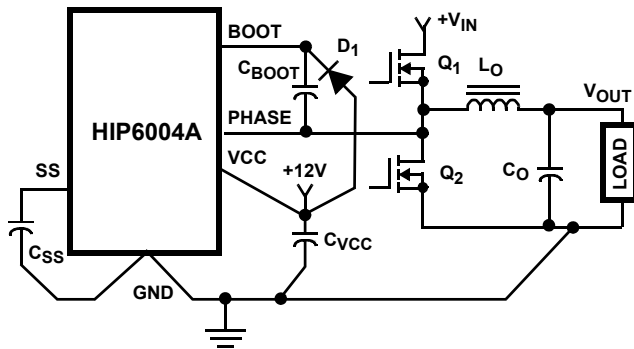 +VIN
BOOT
D1
CBOOT
Q1
LO
VOUT
PHASE
HIP6004A
VCC
+12V
SS
Q2
CO
LOAD
CSS
CVCC
GND